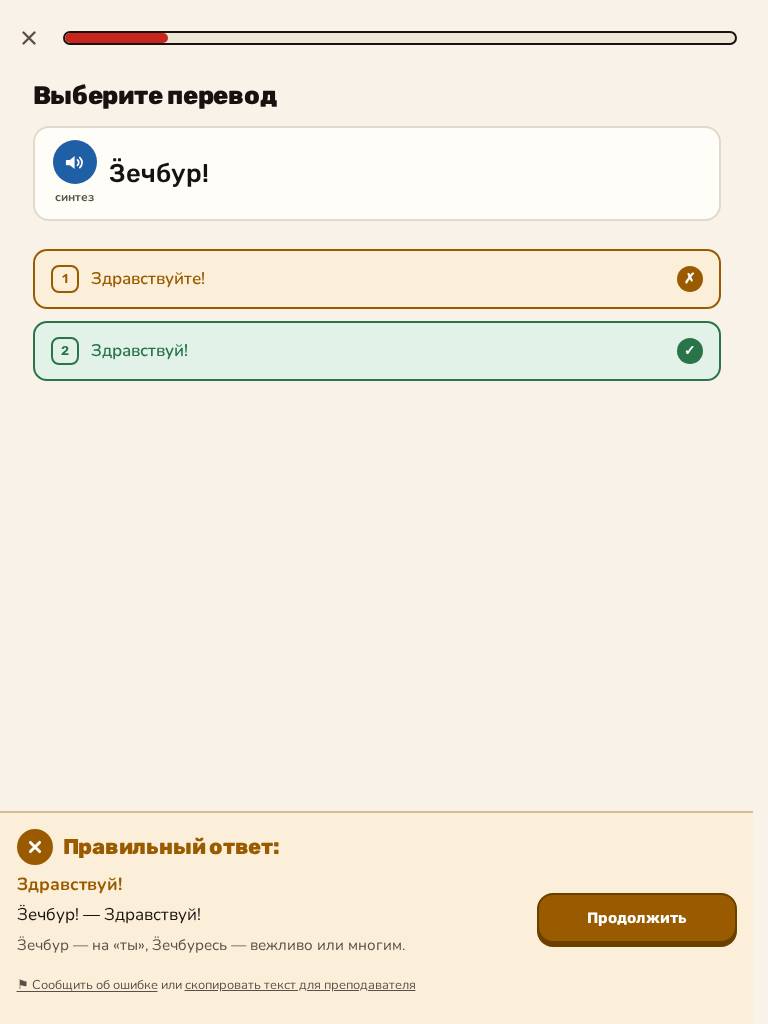 Выберите перевод
синтез
Ӟечбур!
1 Здравствуйте!
2 Здравствуй!
Правильный ответ:
Здравствуй!
Ӟечбур! — Здравствуй!
Ӟечбур — на «ты», Ӟечбуресь — вежливо или многим.
Продолжить
⚑ Сообщить об ошибке или скопировать текст для преподавателя